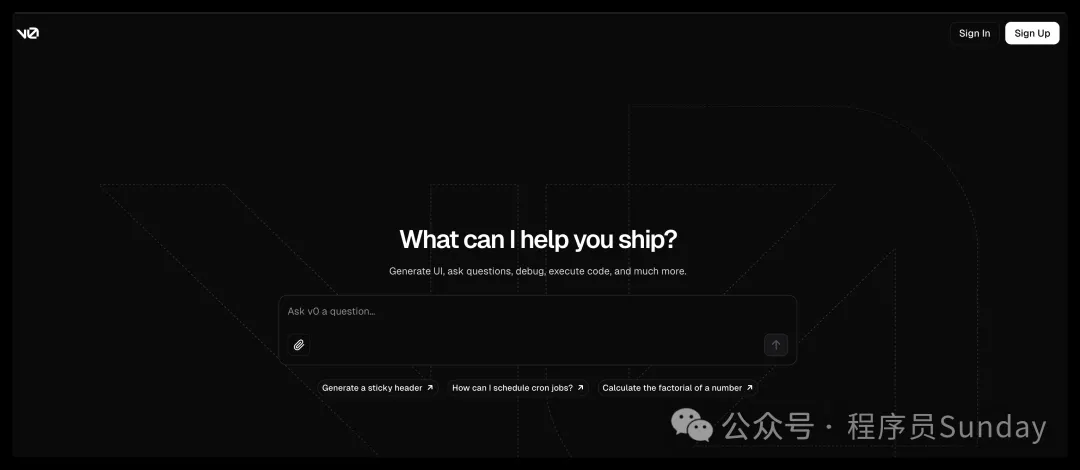 v0
Sign In
Sign Up
What can I help you ship?
Generate UI, ask questions, debug, execute code, and much more.
Ask v0 a question...
Generate a sticky header
How can I schedule cron jobs?
Calculate the factorial of a number
公众号 · 程序员Sunday